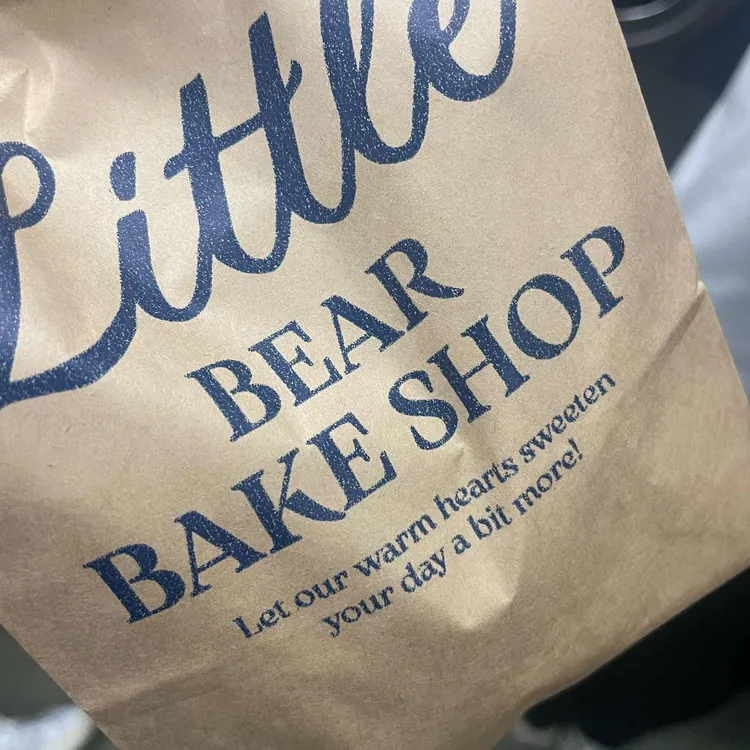 Little
BEAR
BAKE SHOP
Let our warm hearts sweeten
your day a bit more!